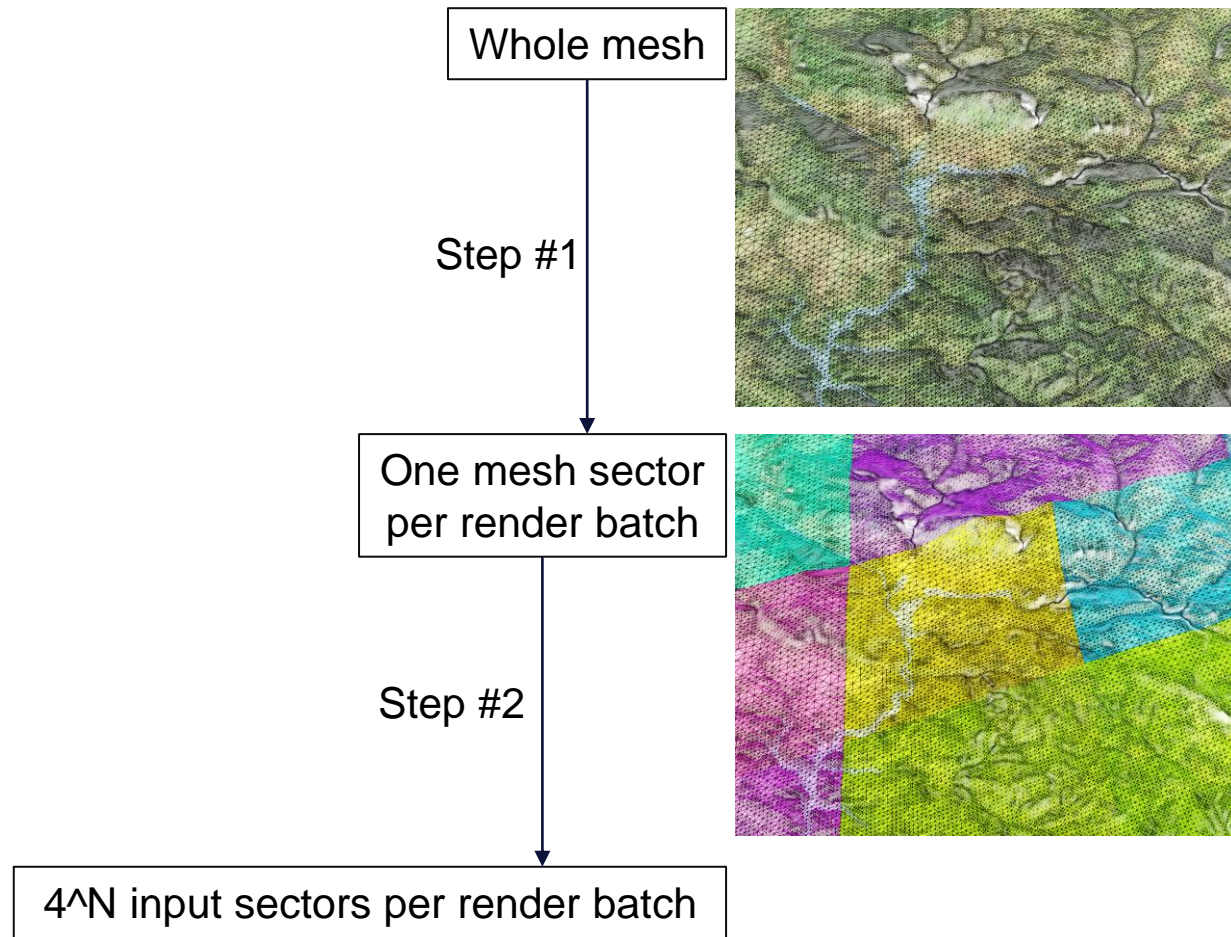 Whole mesh
Step #1
One mesh sector
per render batch
Step #2
4^N input sectors per render batch